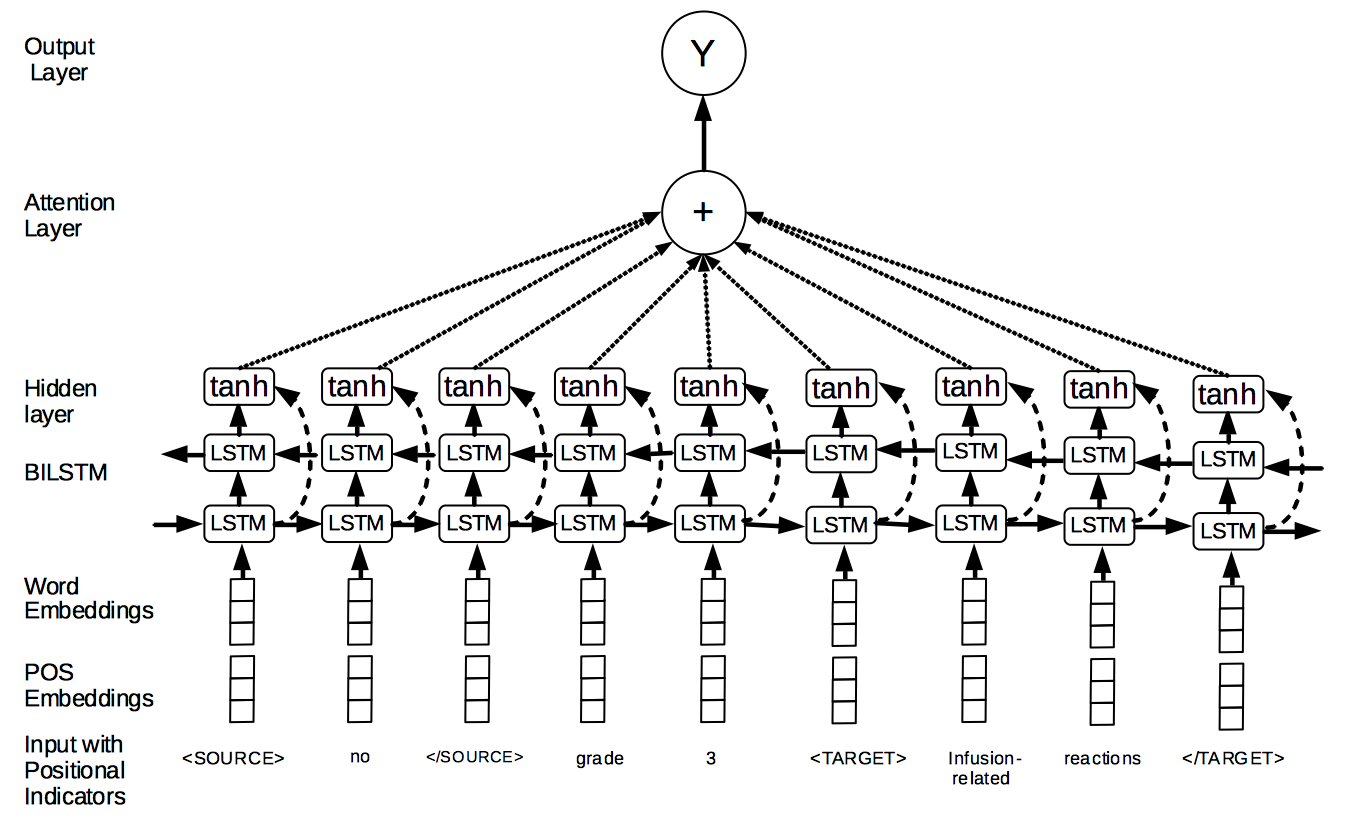 Output
Layer
Y
Attention
Layer
+
Hidden
layer
tanh tanh tanh tanh tanh tanh tanh tanh tanh
BILSTM
LSTM LSTM LSTM LSTM LSTM LSTM LSTM LSTM LSTM
LSTM LSTM LSTM LSTM LSTM LSTM LSTM LSTM LSTM
Word
Embeddings
POS
Embeddings
Input with
Positional
Indicators
<SOURCE> no </SOURCE> grade 3 <TARGET> Infusion- reactions </TARGET>
related